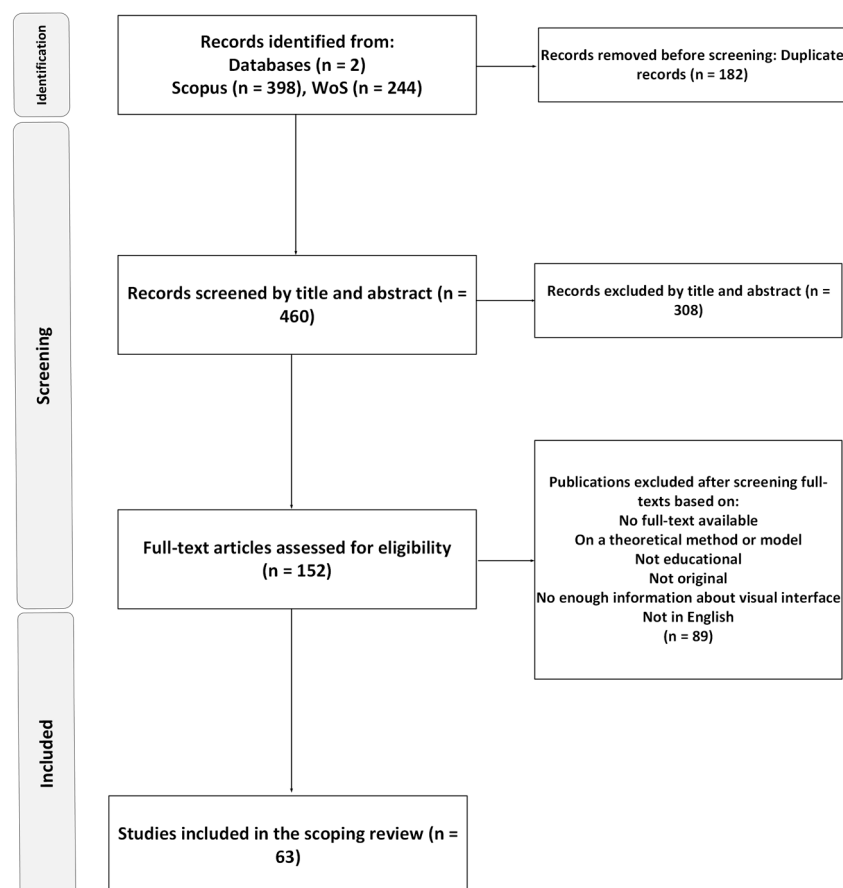 Identification
Records identified from:
Databases (n = 2)
Scopus (n = 398), WoS (n = 244)
Records removed before screening: Duplicate
records (n = 182)
Screening
Records screened by title and abstract (n =
460)
Records excluded by title and abstract (n =
308)
Full-text articles assessed for eligibility
(n = 152)
Publications excluded after screening full-
texts based on:
No full-text available
On a theoretical method or model
Not educational
Not original
No enough information about visual interface
Not in English
(n = 89)
Included
Studies included in the scoping review (n =
63)